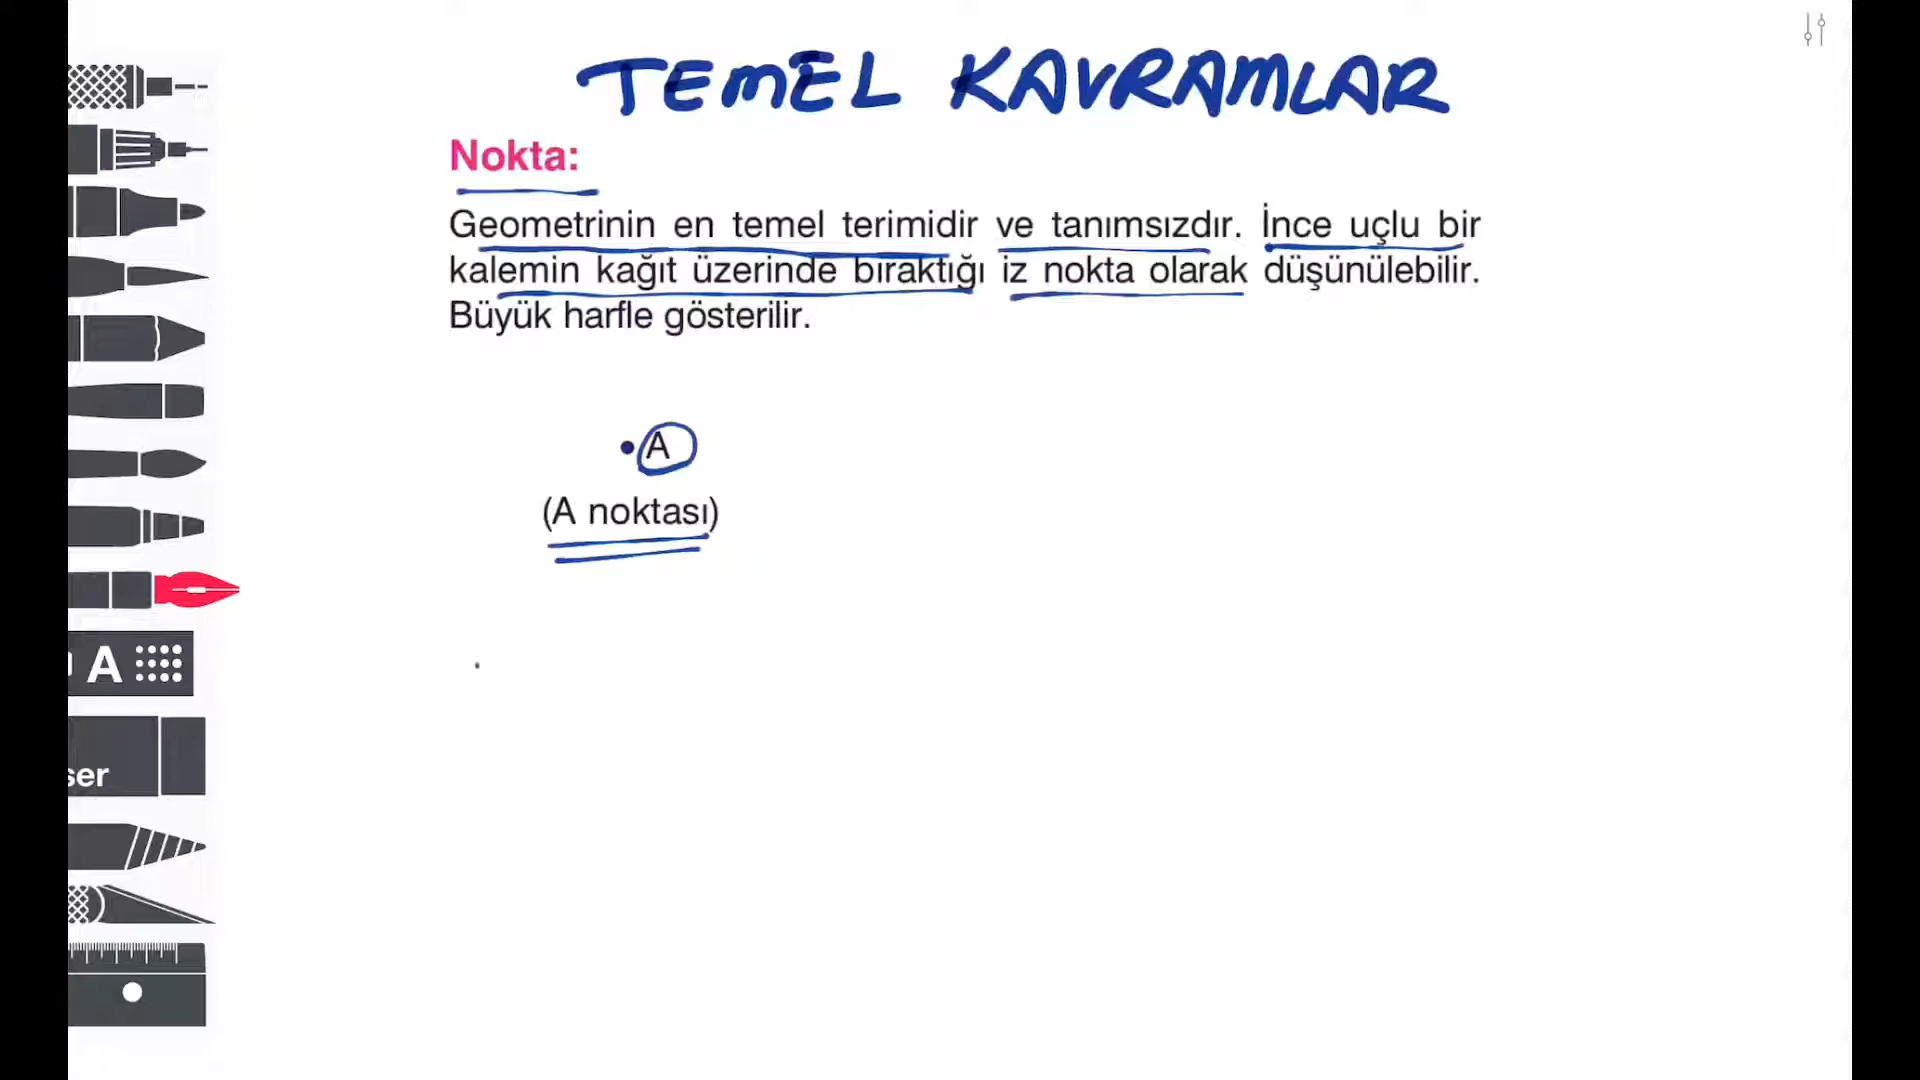 TEMEL KAVRAMLAR
Nokta:
Geometrinin en temel terimidir ve tanımsızdır. İnce uçlu bir
kalemin kağıt üzerinde bıraktığı iz nokta olarak düşünülebilir.
Büyük harfle gösterilir.
A
(A noktası)
A
ser